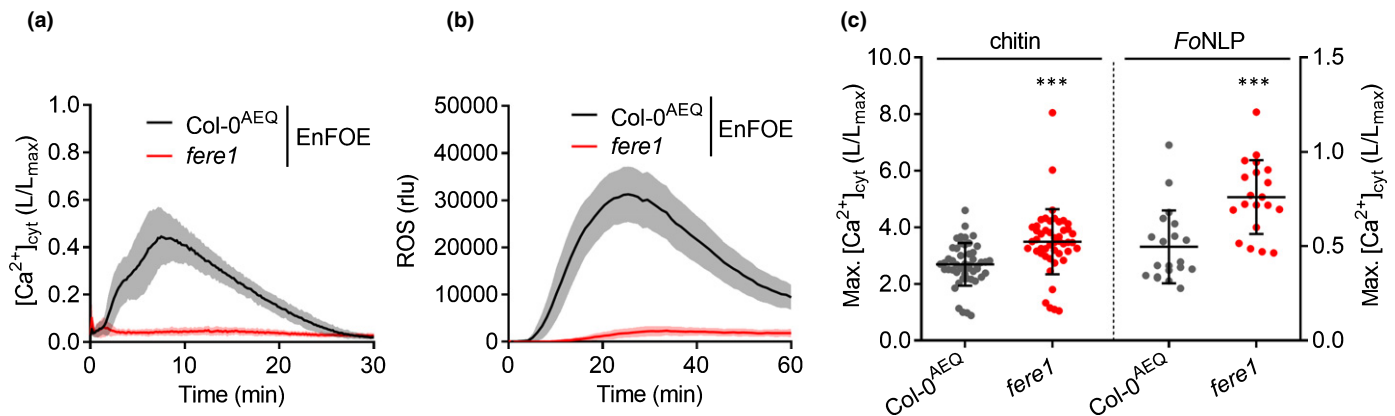 (a)
[Ca²⁺]cyt (L/Lmax)
1.0
0.8
0.6
0.4
0.2
0.0
0
10
20
30
Time (min)
Col-0ᴬᴱQ
fere1
EnFOE
(b)
ROS (rlu)
50000
40000
30000
20000
10000
0
0
20
40
60
Time (min)
Col-0ᴬᴱQ
fere1
EnFOE
(c)
chitin
FoNLP
***
***
Max. [Ca²⁺]cyt (L/Lmax)
10.0
8.0
6.0
4.0
2.0
0.0
1.5
1.0
0.5
0.0
Max. [Ca²⁺]cyt (L/Lmax)
Col-0ᴬᴱQ
fere1
Col-0ᴬᴱQ
fere1